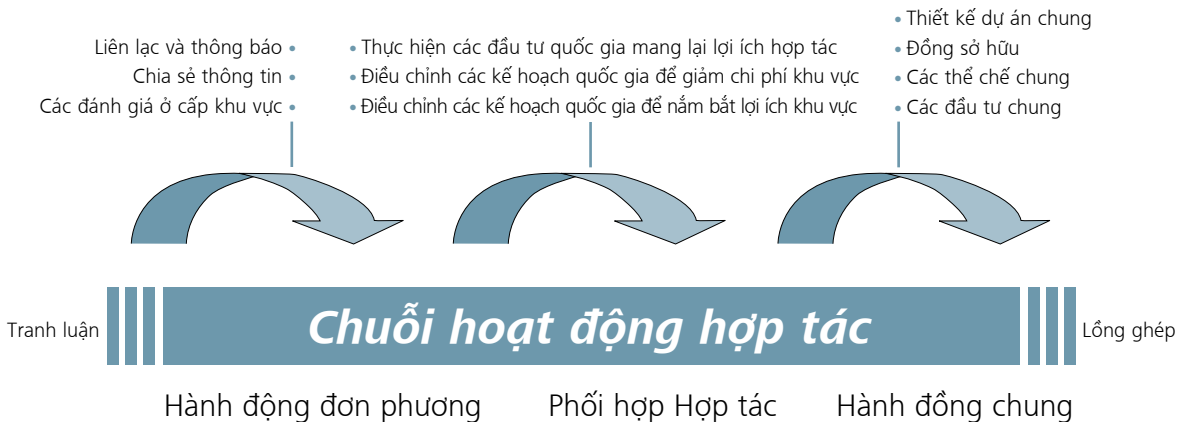 Liên lạc và thông báo •
Chia sẻ thông tin •
Các đánh giá ở cấp khu vực •
• Thực hiện các đầu tư quốc gia mang lại lợi ích hợp tác
• Điều chỉnh các kế hoạch quốc gia để giảm chi phí khu vực
• Điều chỉnh các kế hoạch quốc gia để nắm bắt lợi ích khu vực
• Thiết kế dự án chung
• Đồng sở hữu
• Các thể chế chung
• Các đầu tư chung
Tranh luận
Chuỗi hoạt động hợp tác
Lồng ghép
Hành động đơn phương
Phối hợp Hợp tác
Hành đồng chung